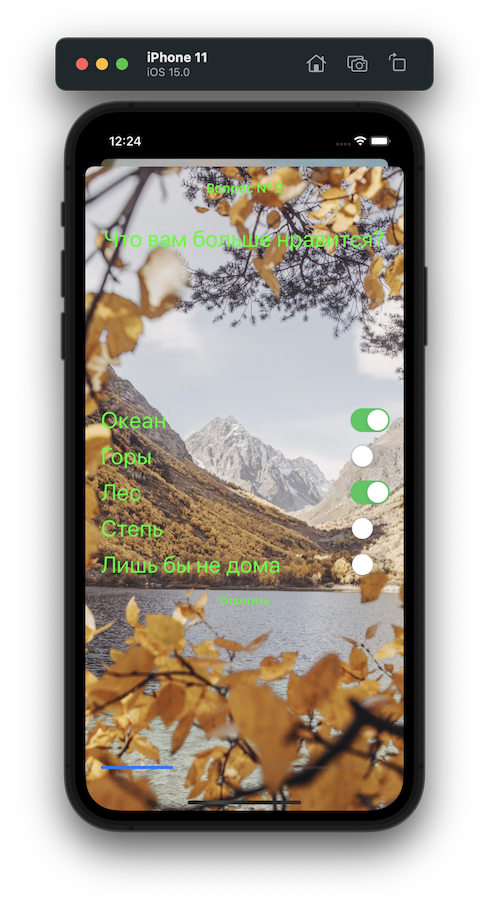 iPhone 11
iOS 15.0
12:24
Вопрос № 2
Что вам больше нравится?
Океан
Горы
Лес
Степь
Лишь бы не дома
Ответить